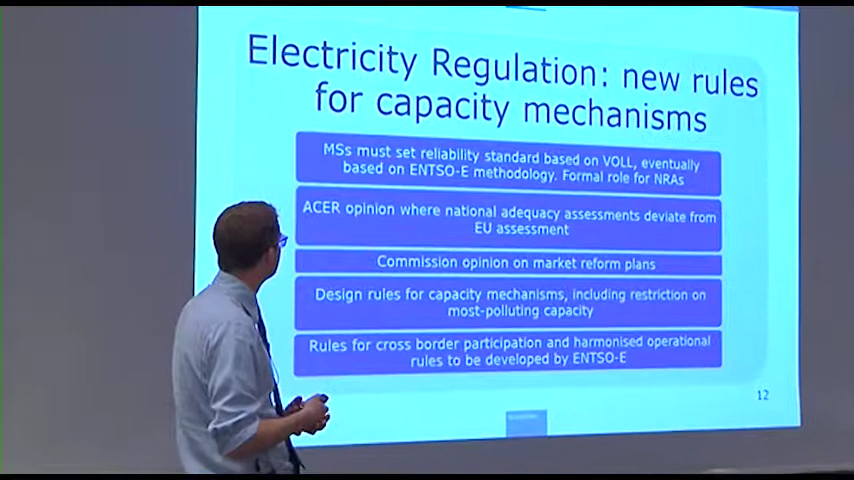 Electricity Regulation: new rules
for capacity mechanisms
MSs must set reliability standard based on VOLL, eventually
based on ENTSO-E methodology. Formal role for NRAs
ACER opinion where national adequacy assessments deviate from
EU assessment
Commission opinion on market reform plans
Design rules for capacity mechanisms, including restriction on
most-polluting capacity
Rules for cross border participation and harmonised operational
rules to be developed by ENTSO-E
12